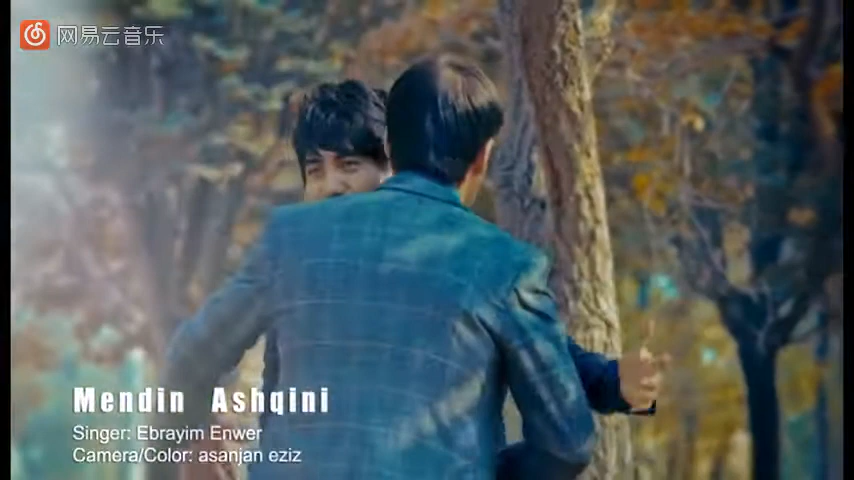 网易云音乐
Mendin Ashqini
Singer: Ebrayim Enwer
Camera/Color: asanjan eziz